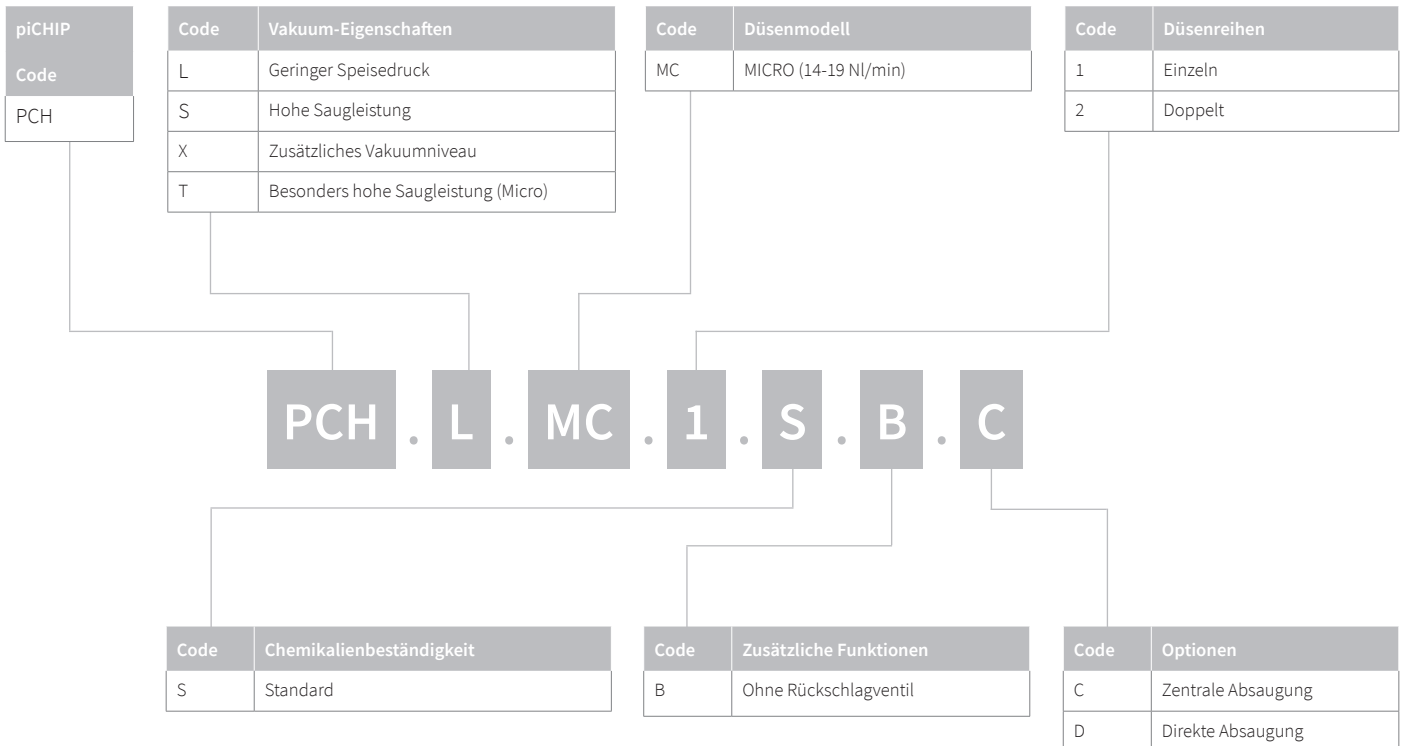 piCHIP
Code
PCH
Code Vakuum-Eigenschaften
L Geringer Speisedruck
S Hohe Saugleistung
X Zusätzliches Vakuumniveau
T Besonders hohe Saugleistung (Micro)
Code Düsenmodell
MC MICRO (14-19 Nl/min)
Code Düsenreihen
1 Einzeln
2 Doppelt
PCH . L . MC . 1 . S . B . C
Code Chemikalienbeständigkeit
S Standard
Code Zusätzliche Funktionen
B Ohne Rückschlagventil
Code Optionen
C Zentrale Absaugung
D Direkte Absaugung